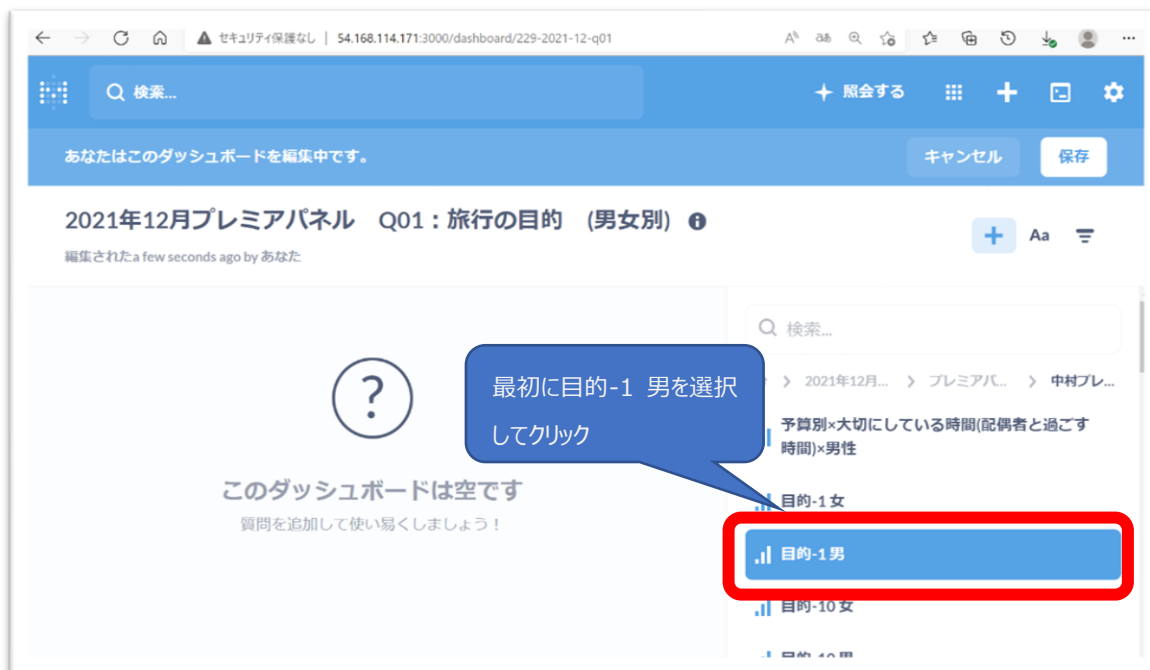 セキュリティ保護なし | 54.168.114.171:3000/dashboard/229-2021-12-q01
検索...
照会する
あなたはこのダッシュボードを編集中です。
キャンセル
保存
2021年12月プレミアパネル Q01：旅行の目的 (男女別)
編集されたa few seconds ago by あなた
Aa
検索...
最初に目的-1 男を選択
してクリック
2021年12月... > プレミアパ... > 中村プレ...
予算別×大切にしている時間(配偶者と過ごす
時間)×男性
目的-1 女
目的-1 男
目的-10 女
?
このダッシュボードは空です
質問を追加して使い易くしましょう！